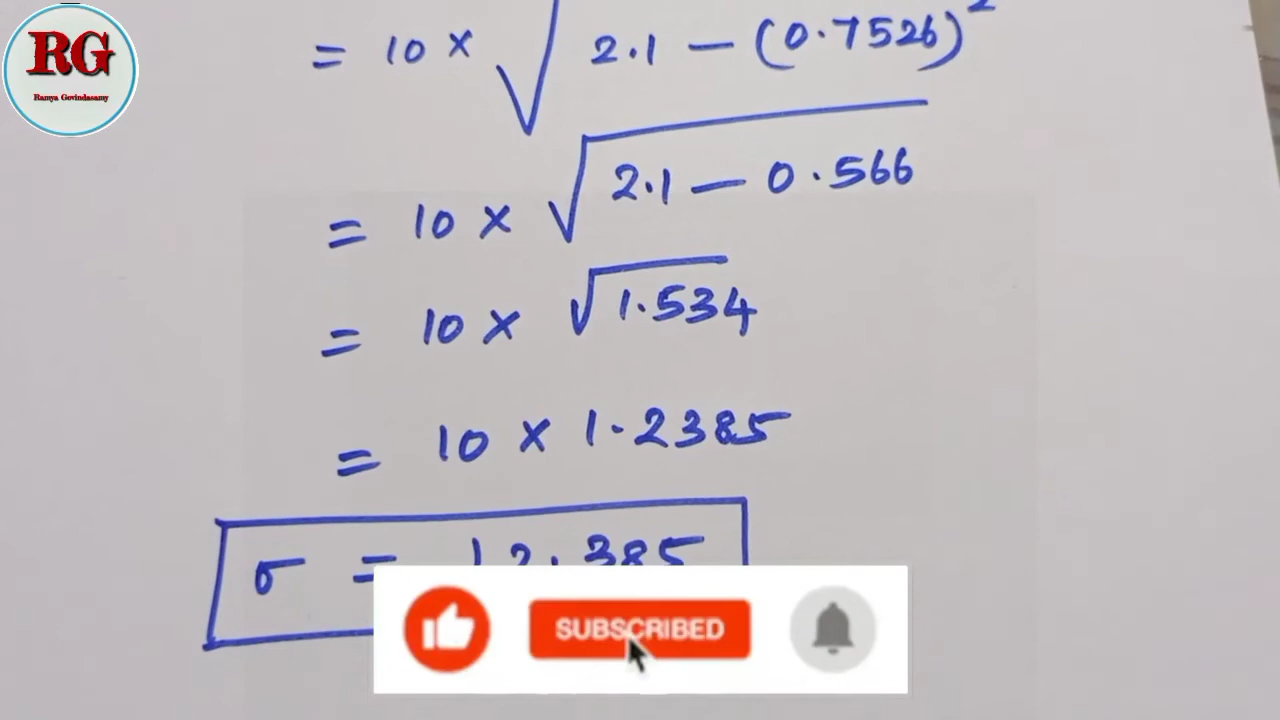 RG
Ramya Govindasamy
= 10 × √2.1 — (0.7526)²
= 10 × √2.1 — 0.566
= 10 × √1.534
= 10 × 1.2385
σ = 12.385
SUBSCRIBED